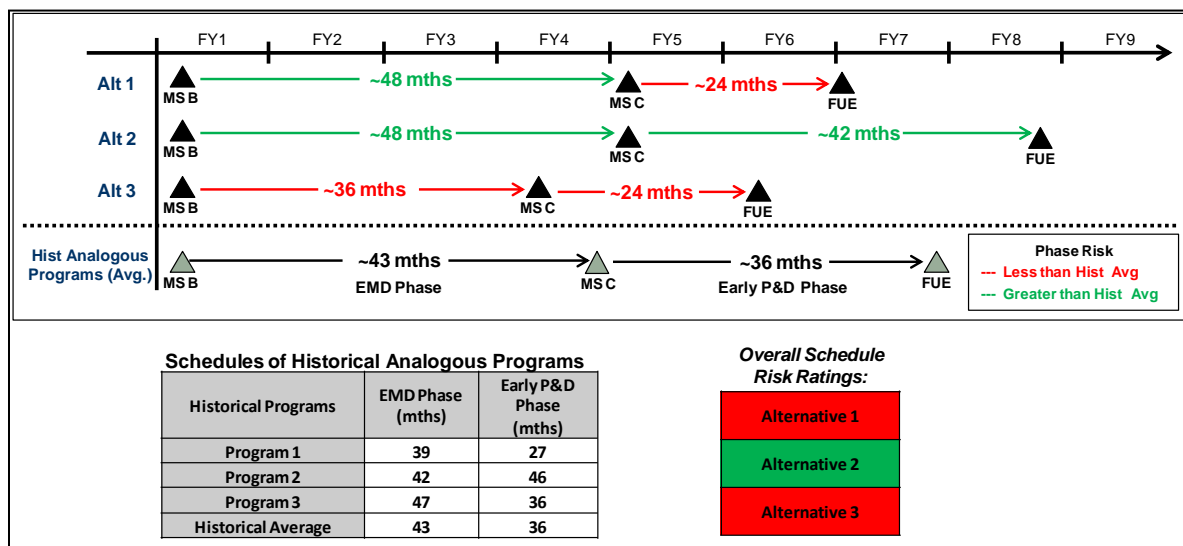 FY1 FY2 FY3 FY4 FY5 FY6 FY7 FY8 FY9
Alt 1
MS B
~48 mths
MS C
~24 mths
FUE
Alt 2
MS B
~48 mths
MS C
~42 mths
FUE
Alt 3
MS B
~36 mths
MS C
~24 mths
FUE
Hist Analogous
Programs (Avg.)
MS B
~43 mths
EMD Phase
MS C
~36 mths
Early P&D Phase
FUE
Phase Risk
--- Less than Hist Avg
--- Greater than Hist Avg
Schedules of Historical Analogous Programs
Historical Programs
EMD Phase
(mths)
Early P&D
Phase
(mths)
Program 1 39 27
Program 2 42 46
Program 3 47 36
Historical Average 43 36
Overall Schedule
Risk Ratings:
Alternative 1
Alternative 2
Alternative 3